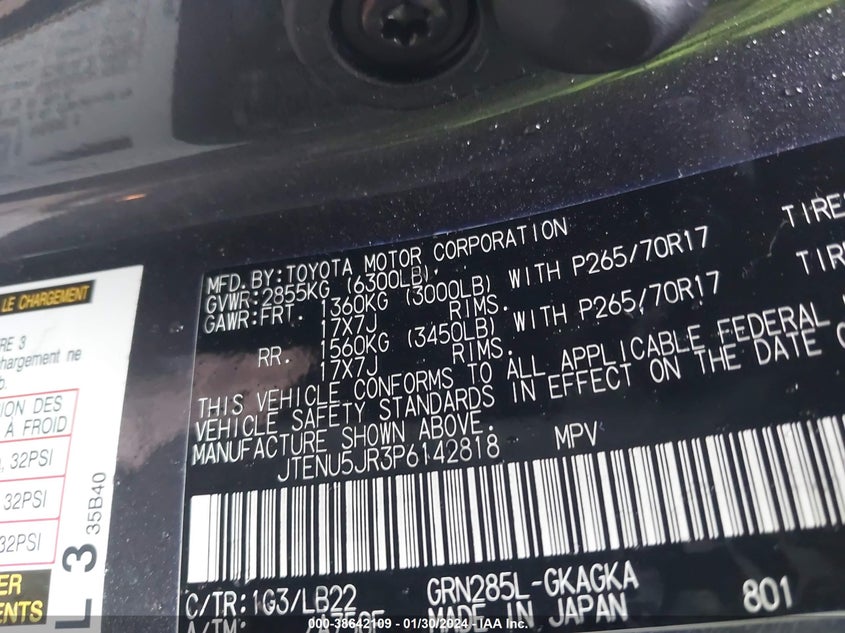 MFD.BY:TOYOTA MOTOR CORPORATION
GVWR:2855KG (6300LB).
GAWR:FRT. 1360KG (3000LB) WITH P265/70R17 TIRE
17X7J RIMS.
RR. 1560KG (3450LB) WITH P265/70R17 TIR
17X7J RIMS.
THIS VEHICLE CONFORMS TO ALL APPLICABLE FEDERAL
VEHICLE SAFETY STANDARDS IN EFFECT ON THE DATE
MANUFACTURE SHOWN ABOVE.
JTENU5JR3P6142818 MPV
C/TR:1G3/LB22 GRN285L-GKAGKA
A/TM: MADE IN JAPAN 801
LE CHARGEMENT
RE 3
hargement ne
b.
ION DES
À FROID
, 32PSI
32PSI
32PSI
ER
MENTS
L 3 35B40
000-38642109 - 01/30/2024 - IAAI, Inc.